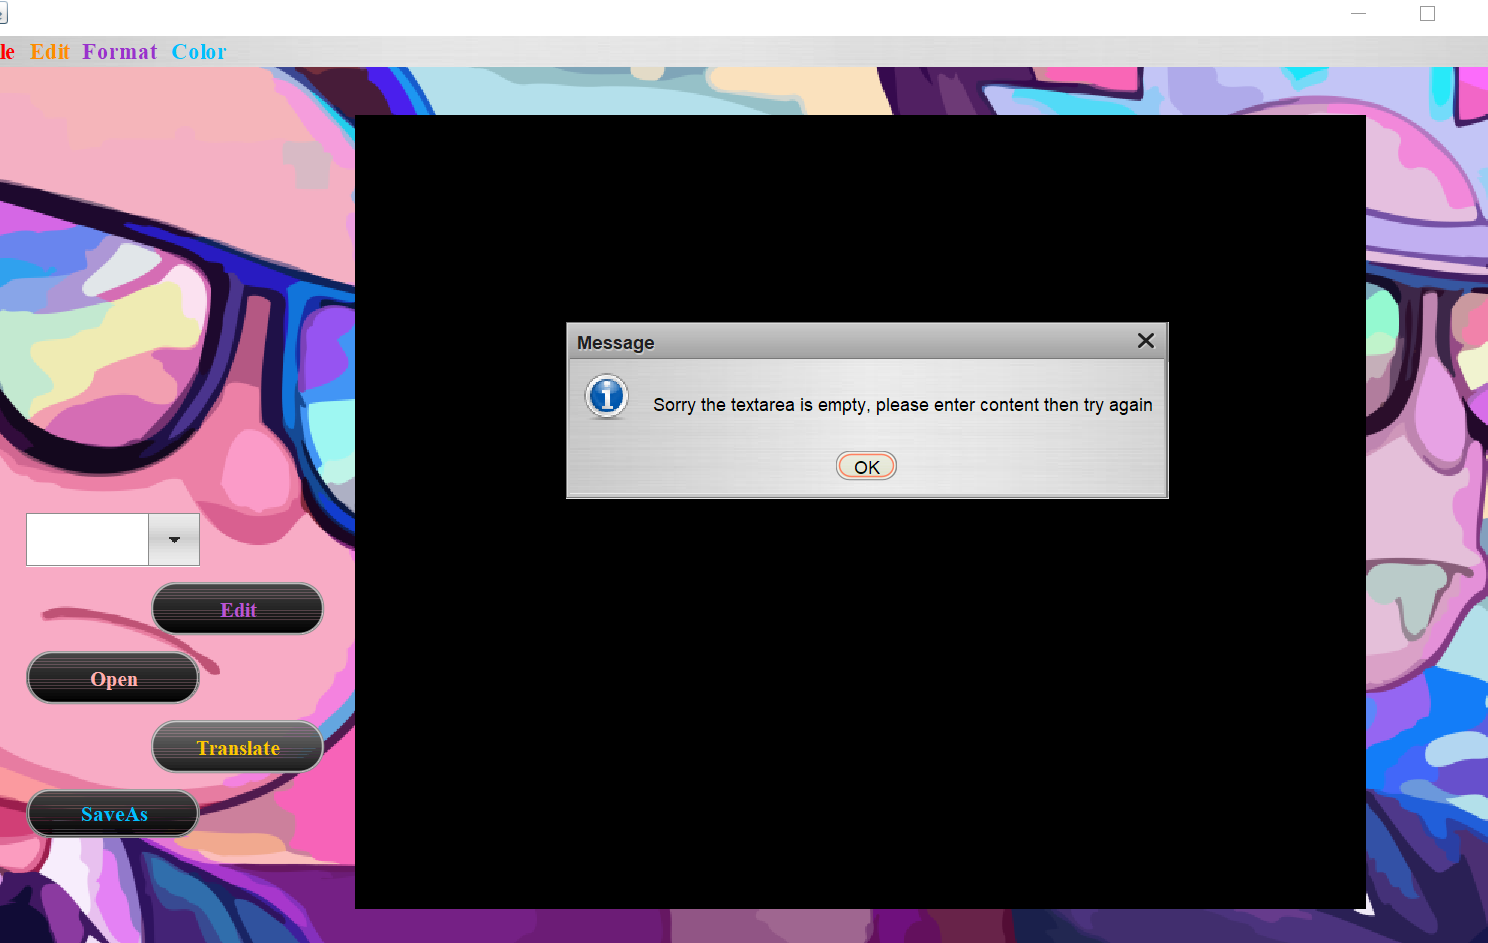 le Edit Format Color
Message
Sorry the textarea is empty, please enter content then try again
OK
Edit
Open
Translate
SaveAs